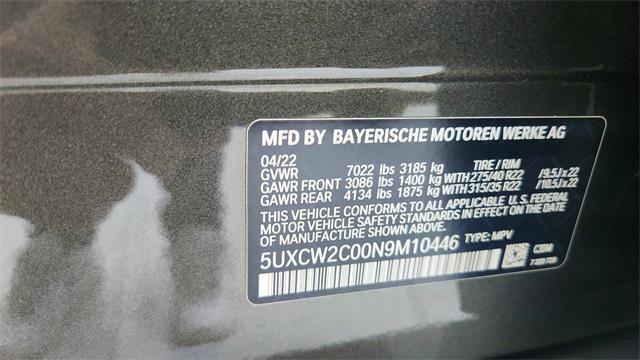 MFD BY BAYERISCHE MOTOREN WERKE AG
04/22
GVWR 7022 lbs 3185 kg TIRE / RIM
GAWR FRONT 3086 lbs 1400 kg WITH 275/40 R22 /9.5Jx22
GAWR REAR 4134 lbs 1875 kg WITH 315/35 R22 /10.5Jx22
THIS VEHICLE CONFORMS TO ALL APPLICABLE U.S. FEDERAL
MOTOR VEHICLE SAFETY STANDARDS IN EFFECT ON DATE
OF MANUFACTURE SHOWN ABOVE.
5UXCW2C00N9M10446 TYPE: MPV